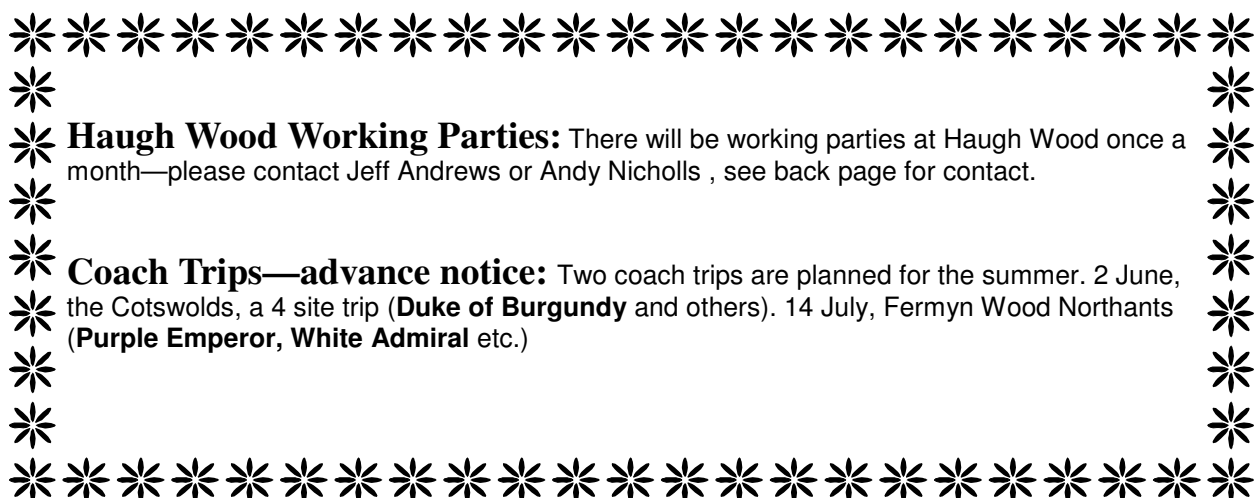 Haugh Wood Working Parties: There will be working parties at Haugh Wood once a
month—please contact Jeff Andrews or Andy Nicholls , see back page for contact.
Coach Trips—advance notice: Two coach trips are planned for the summer. 2 June,
the Cotswolds, a 4 site trip (Duke of Burgundy and others). 14 July, Fermyn Wood Northants
(Purple Emperor, White Admiral etc.)